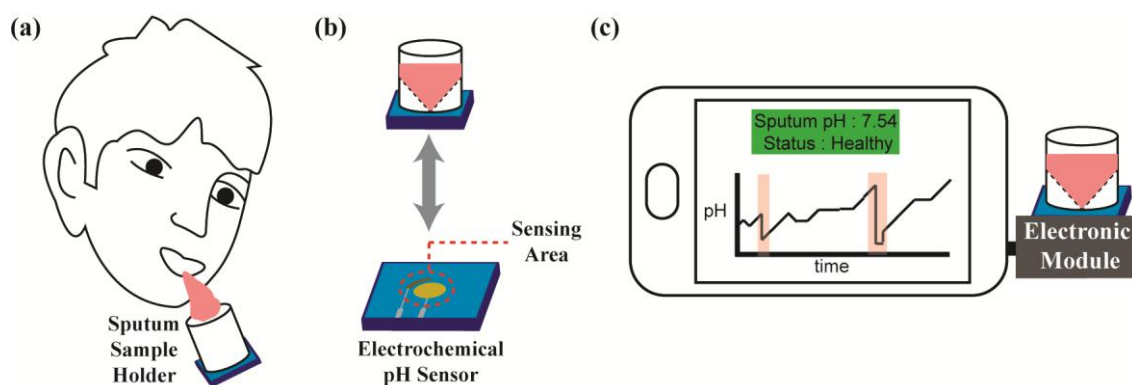 (a)
Sputum
Sample
Holder
(b)
Sensing
Area
Electrochemical
pH Sensor
(c)
Sputum pH : 7.54
Status : Healthy
pH
time
Electronic
Module